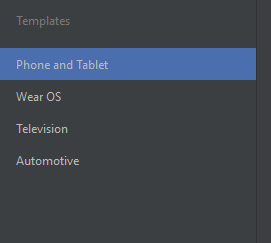 Templates
Phone and Tablet
Wear OS
Television
Automotive